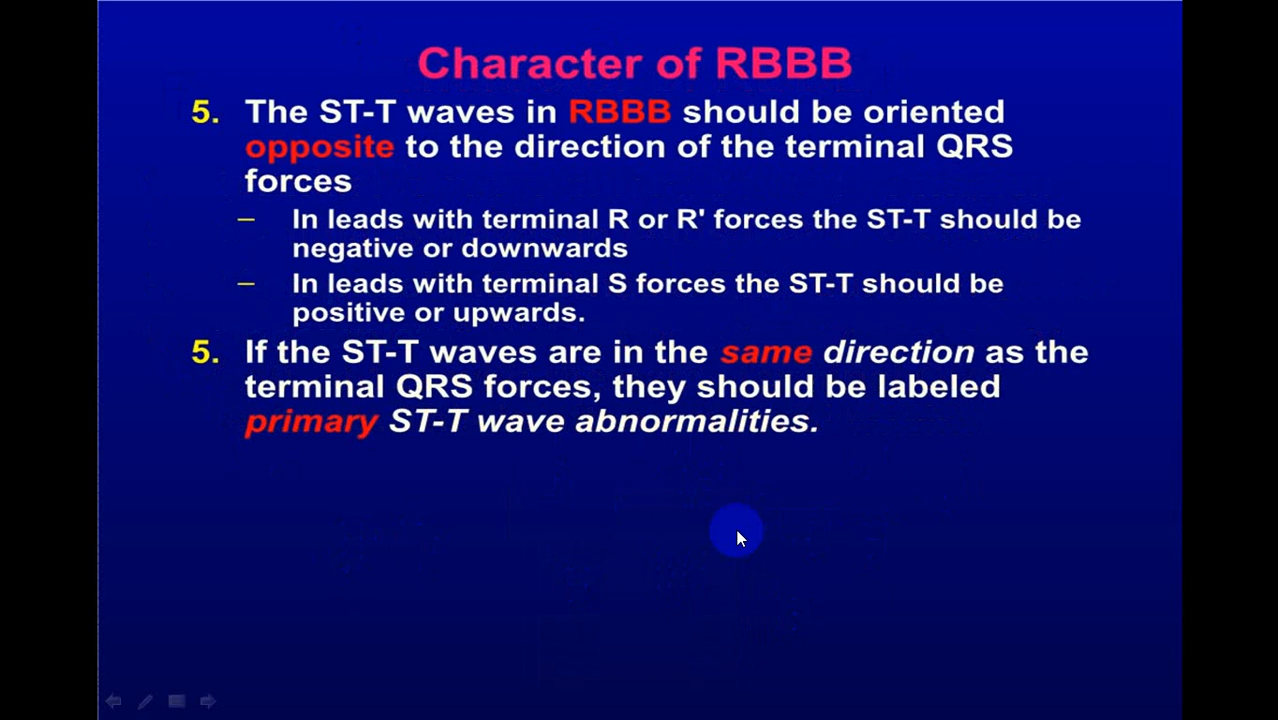 Character of RBBB
5. The ST-T waves in RBBB should be oriented
opposite to the direction of the terminal QRS
forces
– In leads with terminal R or R' forces the ST-T should be
negative or downwards
– In leads with terminal S forces the ST-T should be
positive or upwards.
5. If the ST-T waves are in the same direction as the
terminal QRS forces, they should be labeled
primary ST-T wave abnormalities.